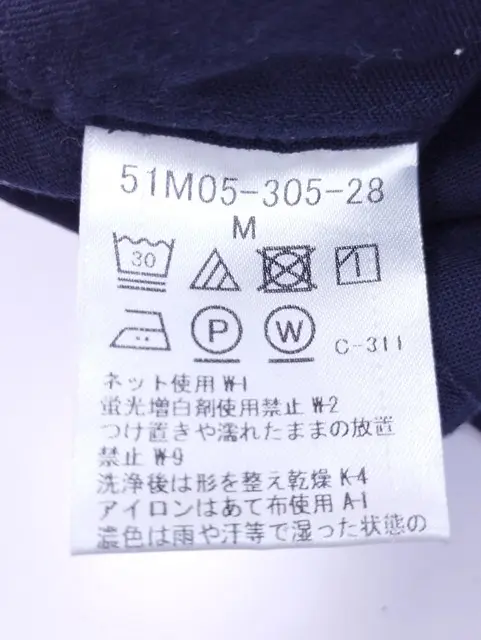 51M05-305-28
M
30
P W C-311
ネット使用 W-1
蛍光増白剤使用禁止 W-2
つけ置きや濡れたままの放置
禁止 W-9
洗浄後は形を整え乾燥 K-4
アイロンはあて布使用 A-1
濃色は雨や汗等で湿った状態の